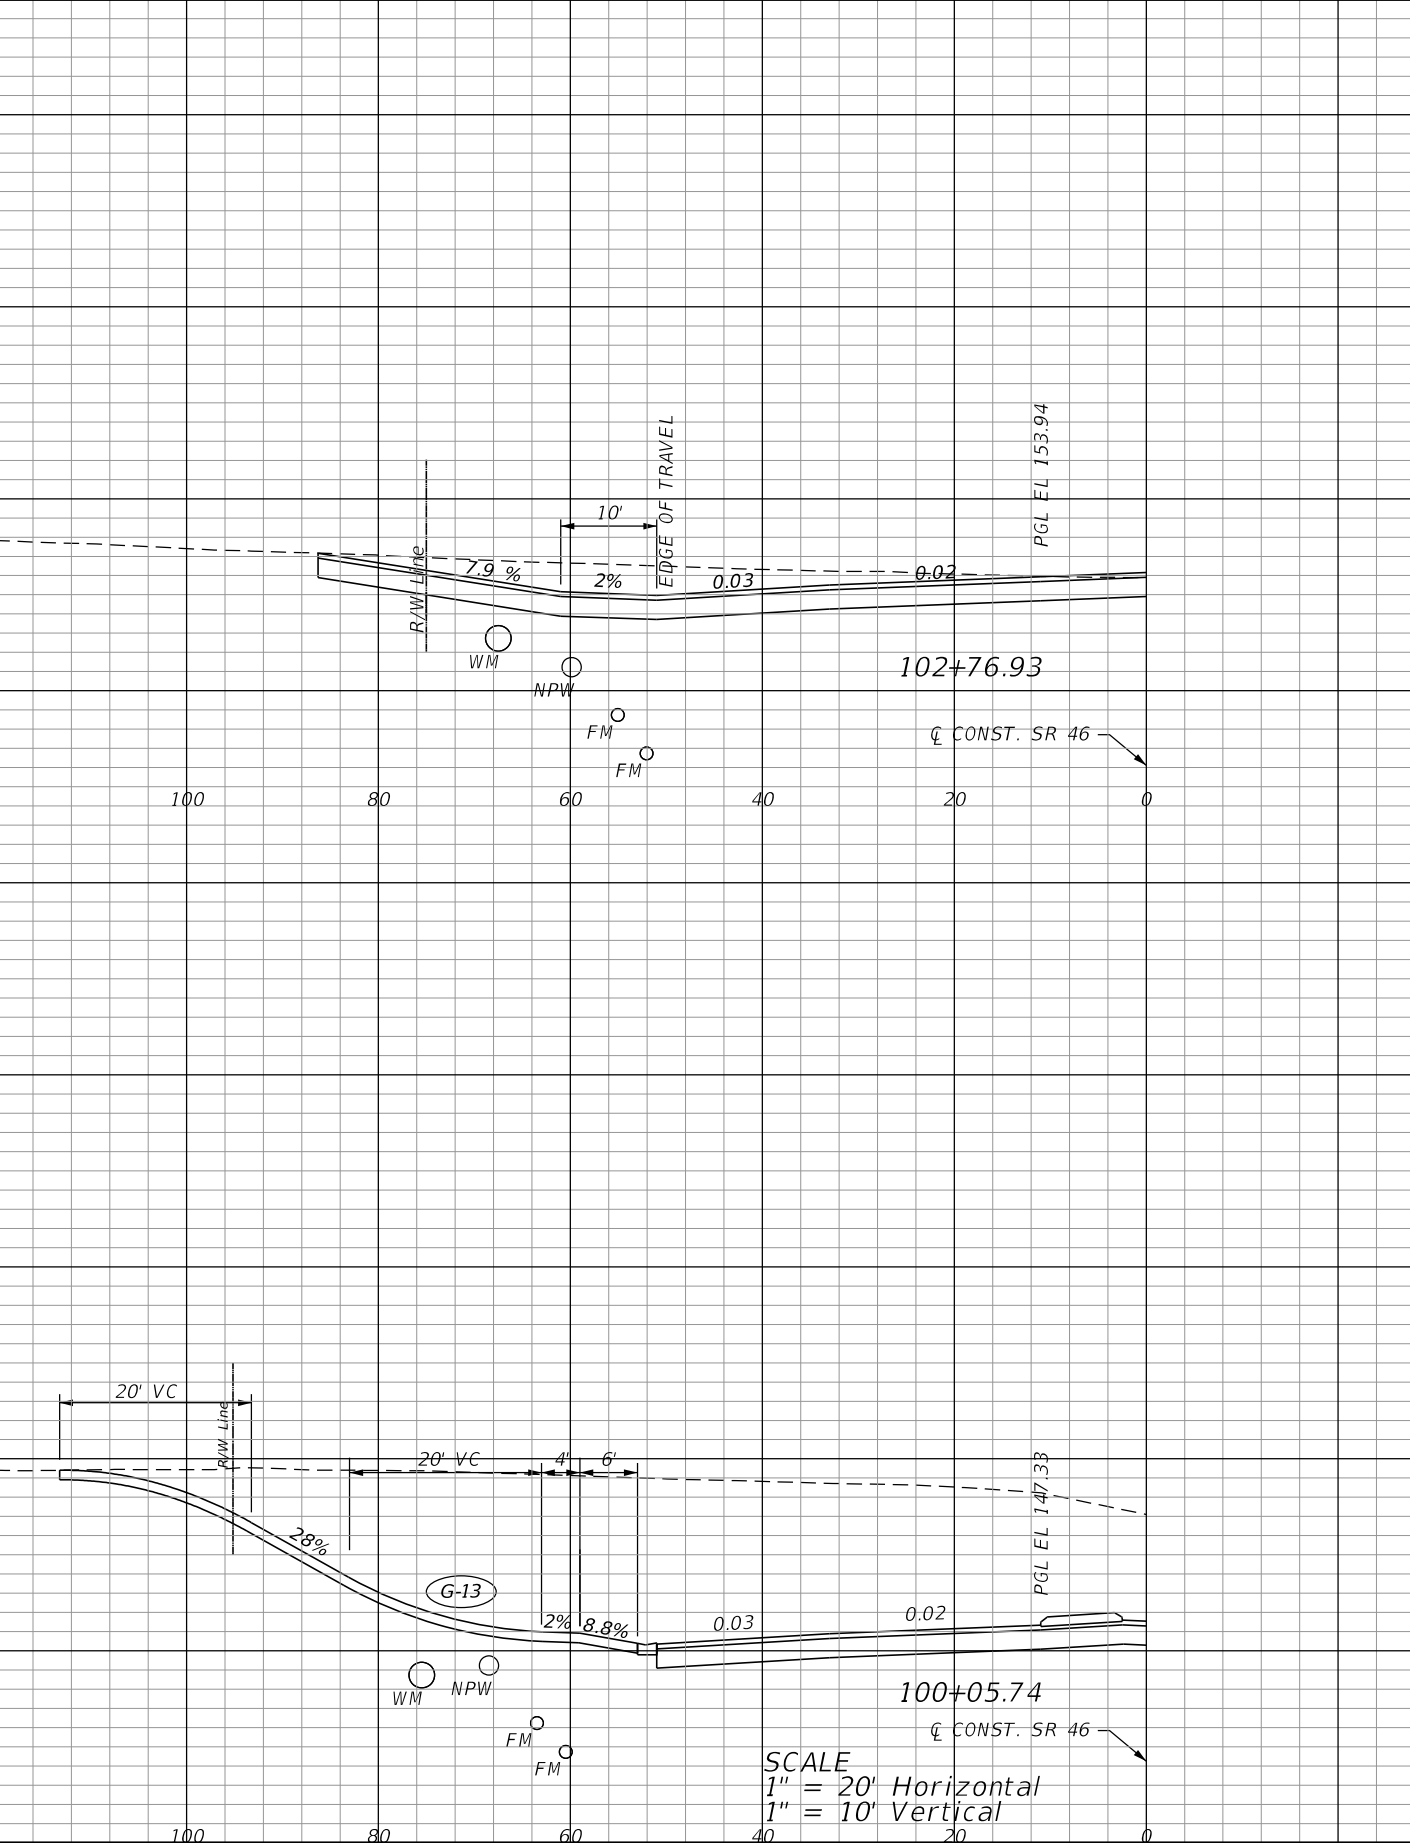 PGL EL 153.94
EDGE OF TRAVEL
10'
R/W Line
7.9 %
2%
0.03
0.02
WM
NPW
FM
FM
102+76.93
℄ CONST. SR 46
100
80
60
40
20
0
20' VC
R/W Line
20' VC
4'
6'
PGL EL 147.33
28%
G-13
2%
8.8%
0.03
0.02
WM
NPW
FM
FM
100+05.74
℄ CONST. SR 46
SCALE
1" = 20' Horizontal
1" = 10' Vertical
100
80
60
40
20
0